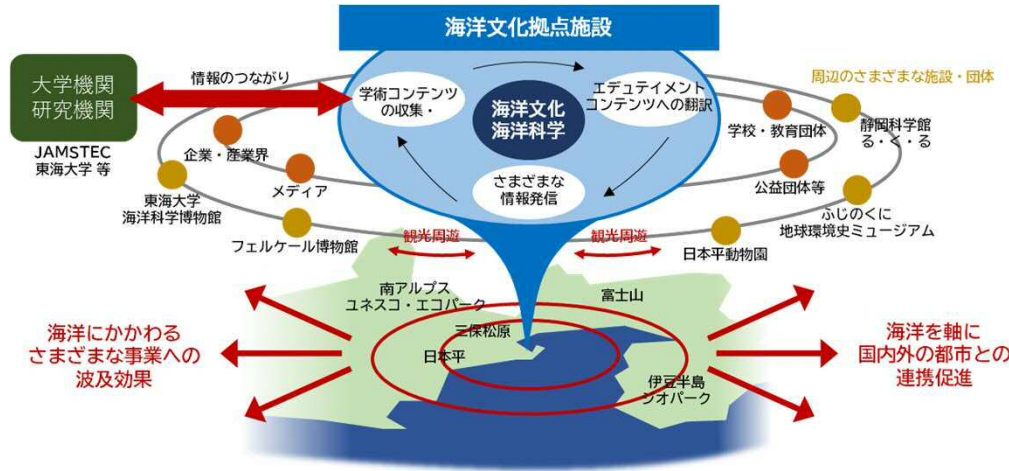 海洋文化拠点施設
大学機関
研究機関
JAMSTEC
東海大学 等
情報のつながり
学術コンテンツ
の収集・
エデュテイメント
コンテンツへの翻訳
海洋文化
海洋科学
さまざまな
情報発信
周辺のさまざまな施設・団体
静岡科学館
る・く・る
学校・教育団体
公益団体等
企業・産業界
メディア
東海大学
海洋科学博物館
フェルケール博物館
ふじのくに
地球環境史ミュージアム
日本平動物園
観光周遊
観光周遊
南アルプス
ユネスコ・エコパーク
富士山
三保松原
日本平
伊豆半島
ジオパーク
海洋にかかわる
さまざまな事業への
波及効果
海洋を軸に
国内外の都市との
連携促進